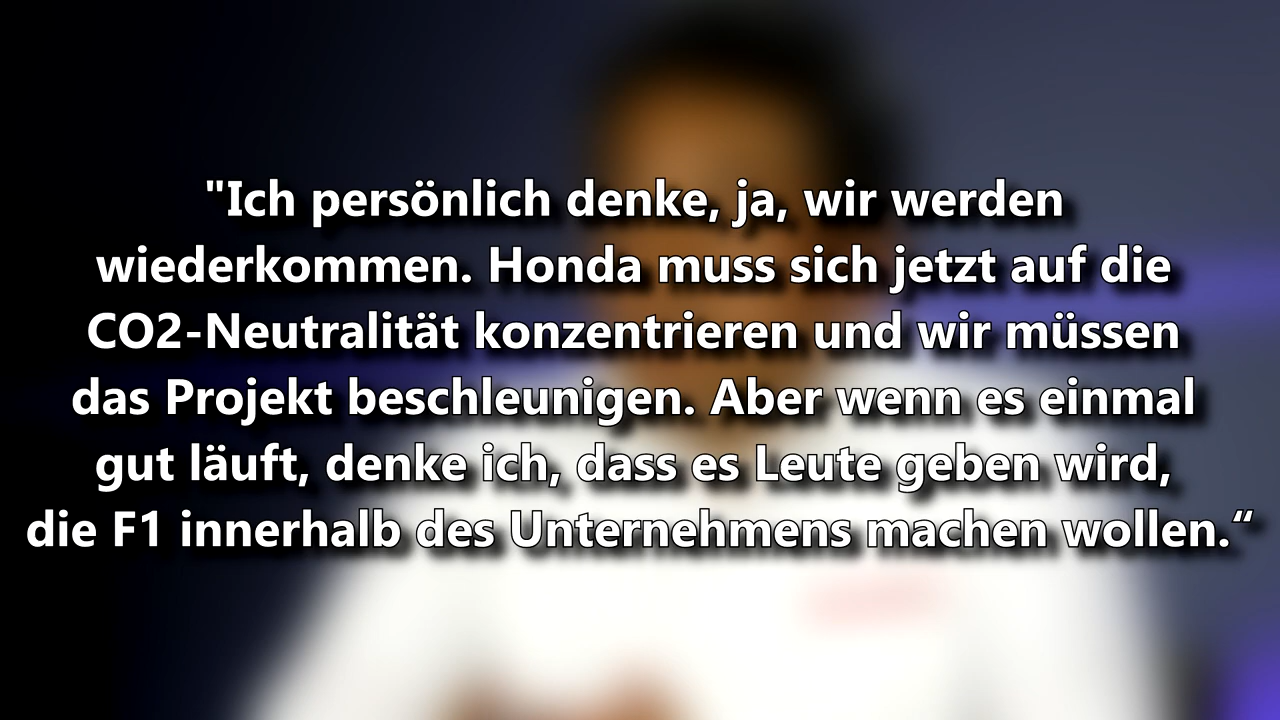 "Ich persönlich denke, ja, wir werden
wiederkommen. Honda muss sich jetzt auf die
CO2-Neutralität konzentrieren und wir müssen
das Projekt beschleunigen. Aber wenn es einmal
gut läuft, denke ich, dass es Leute geben wird,
die F1 innerhalb des Unternehmens machen wollen.“